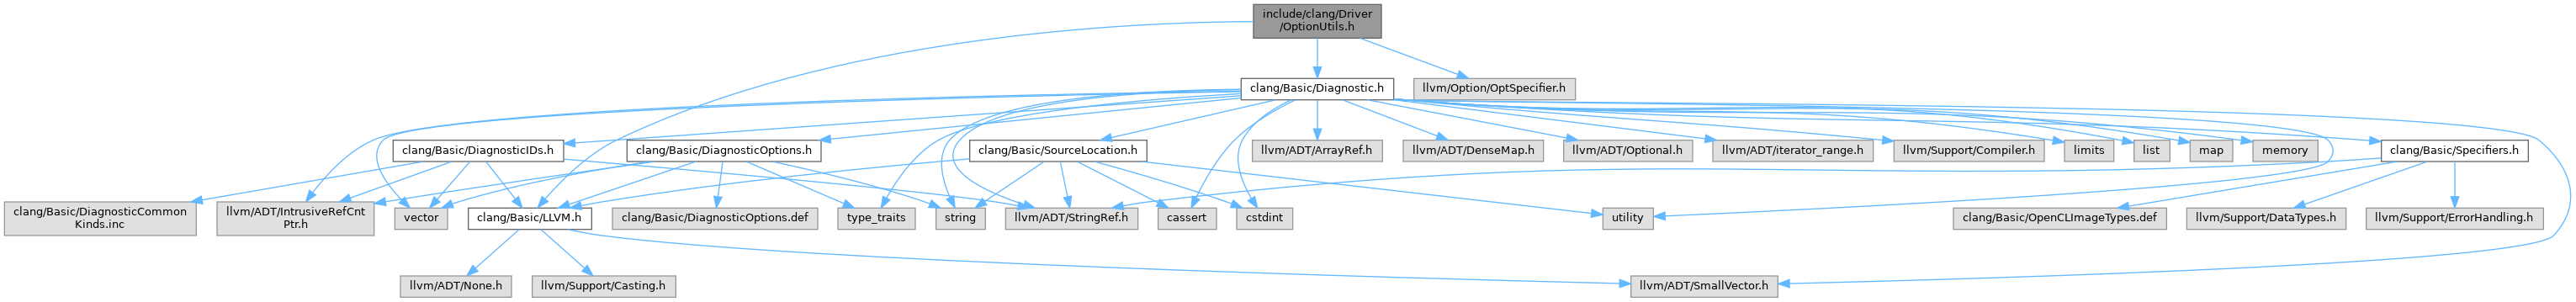 include/clang/Driver
/OptionUtils.h
clang/Basic/Diagnostic.h
llvm/Option/OptSpecifier.h
clang/Basic/DiagnosticIDs.h
clang/Basic/DiagnosticOptions.h
clang/Basic/SourceLocation.h
llvm/ADT/ArrayRef.h
llvm/ADT/DenseMap.h
llvm/ADT/Optional.h
llvm/ADT/iterator_range.h
llvm/Support/Compiler.h
limits
list
map
memory
clang/Basic/Specifiers.h
clang/Basic/DiagnosticCommon
Kinds.inc
llvm/ADT/IntrusiveRefCnt
Ptr.h
vector
clang/Basic/LLVM.h
clang/Basic/DiagnosticOptions.def
type_traits
string
llvm/ADT/StringRef.h
cassert
cstdint
utility
clang/Basic/OpenCLImageTypes.def
llvm/Support/DataTypes.h
llvm/Support/ErrorHandling.h
llvm/ADT/None.h
llvm/Support/Casting.h
llvm/ADT/SmallVector.h